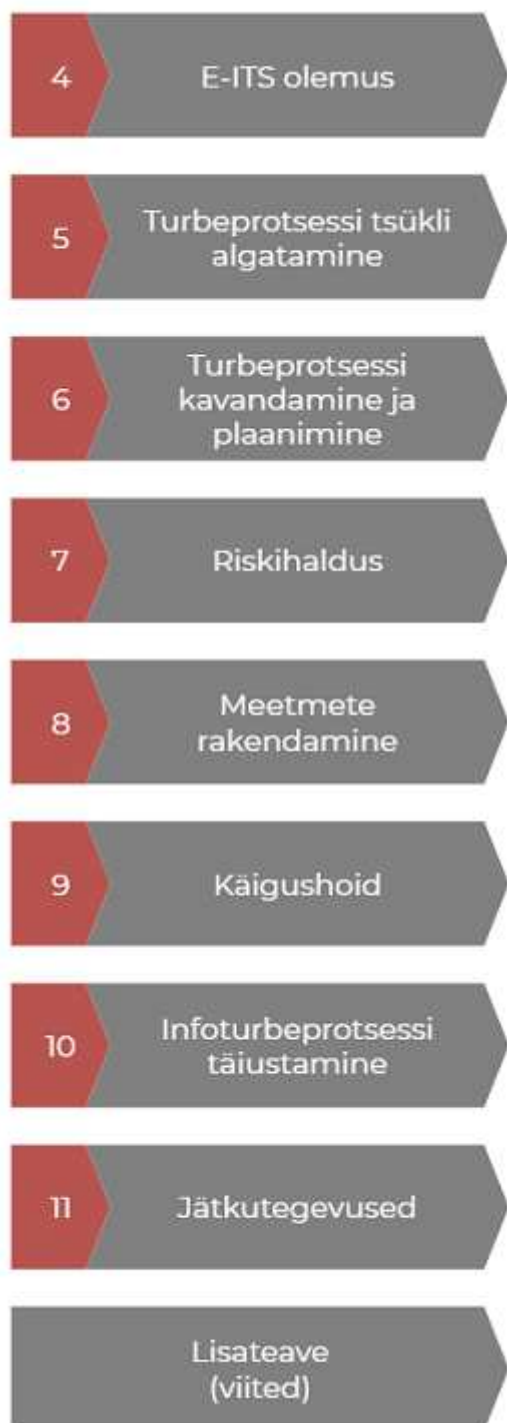 4
E-ITS olemus
5
Turbeprotsessi tsükli
algatamine
6
Turbeprotsessi
kavandamine ja
plaanimine
7
Riskihaldus
8
Meetmete
rakendamine
9
Käigushoid
10
Infoturbeprotsessi
täiustamine
11
Jätkutegevused
Lisateave
(viited)